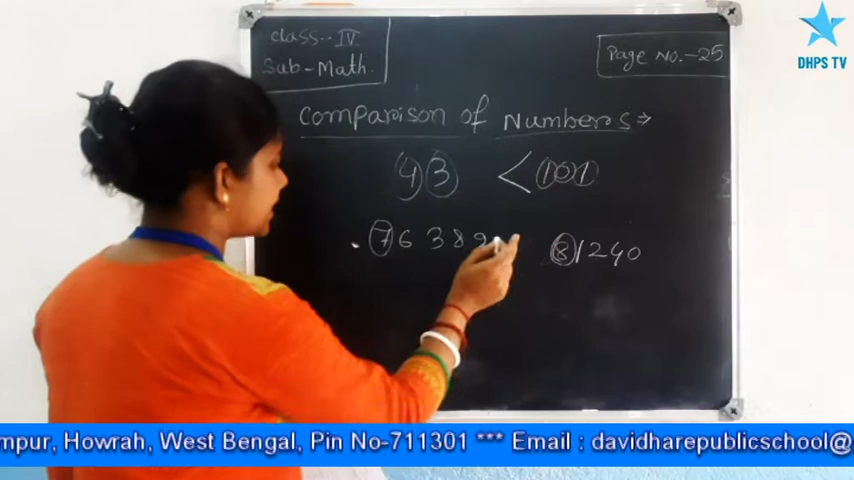 DHPS TV
class.. IV
Sub-Math.
Page No.-25
Comparison of Numbers
43 < 101
76389 81240
mpur, Howrah, West Bengal, Pin No-711301 *** Email : davidharepublicschool@